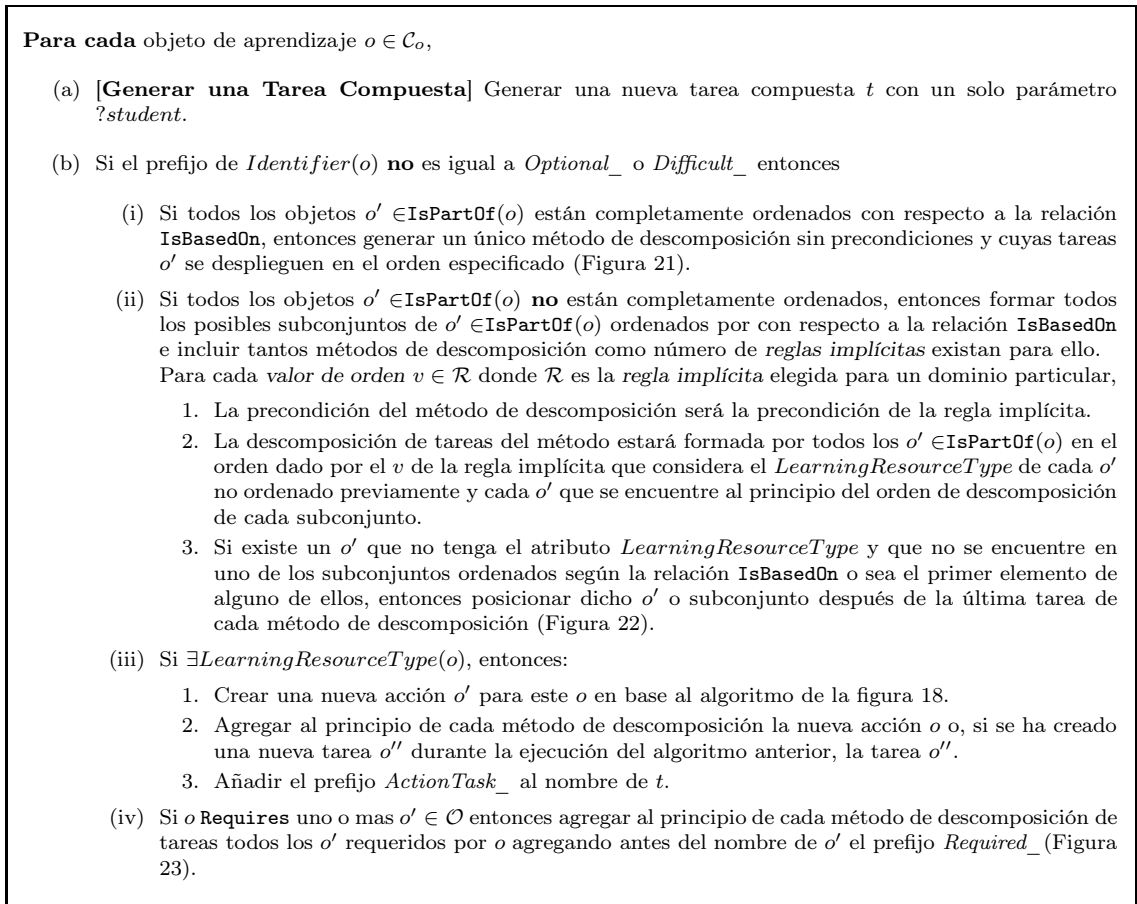 Para cada objeto de aprendizaje o ∈ 𝒞ₒ,
(a) [Generar una Tarea Compuesta] Generar una nueva tarea compuesta t con un solo parámetro
?student.
(b) Si el prefijo de Identifier(o) no es igual a Optional_ o Difficult_ entonces
(i) Si todos los objetos o′ ∈IsPartOf(o) están completamente ordenados con respecto a la relación
IsBasedOn, entonces generar un único método de descomposición sin precondiciones y cuyas tareas
o′ se desplieguen en el orden especificado (Figura 21).
(ii) Si todos los objetos o′ ∈IsPartOf(o) no están completamente ordenados, entonces formar todos
los posibles subconjuntos de o′ ∈IsPartOf(o) ordenados por con respecto a la relación IsBasedOn
e incluir tantos métodos de descomposición como número de reglas implícitas existan para ello.
Para cada valor de orden v ∈ ℛ donde ℛ es la regla implícita elegida para un dominio particular,
1. La precondición del método de descomposición será la precondición de la regla implícita.
2. La descomposición de tareas del método estará formada por todos los o′ ∈IsPartOf(o) en el
orden dado por el v de la regla implícita que considera el LearningResourceType de cada o′
no ordenado previamente y cada o′ que se encuentre al principio del orden de descomposición
de cada subconjunto.
3. Si existe un o′ que no tenga el atributo LearningResourceType y que no se encuentre en
uno de los subconjuntos ordenados según la relación IsBasedOn o sea el primer elemento de
alguno de ellos, entonces posicionar dicho o′ o subconjunto después de la última tarea de
cada método de descomposición (Figura 22).
(iii) Si ∃LearningResourceType(o), entonces:
1. Crear una nueva acción o′ para este o en base al algoritmo de la figura 18.
2. Agregar al principio de cada método de descomposición la nueva acción o o, si se ha creado
una nueva tarea o′′ durante la ejecución del algoritmo anterior, la tarea o′′.
3. Añadir el prefijo ActionTask_ al nombre de t.
(iv) Si o Requires uno o mas o′ ∈ 𝒪 entonces agregar al principio de cada método de descomposición de
tareas todos los o′ requeridos por o agregando antes del nombre de o′ el prefijo Required_ (Figura
23).